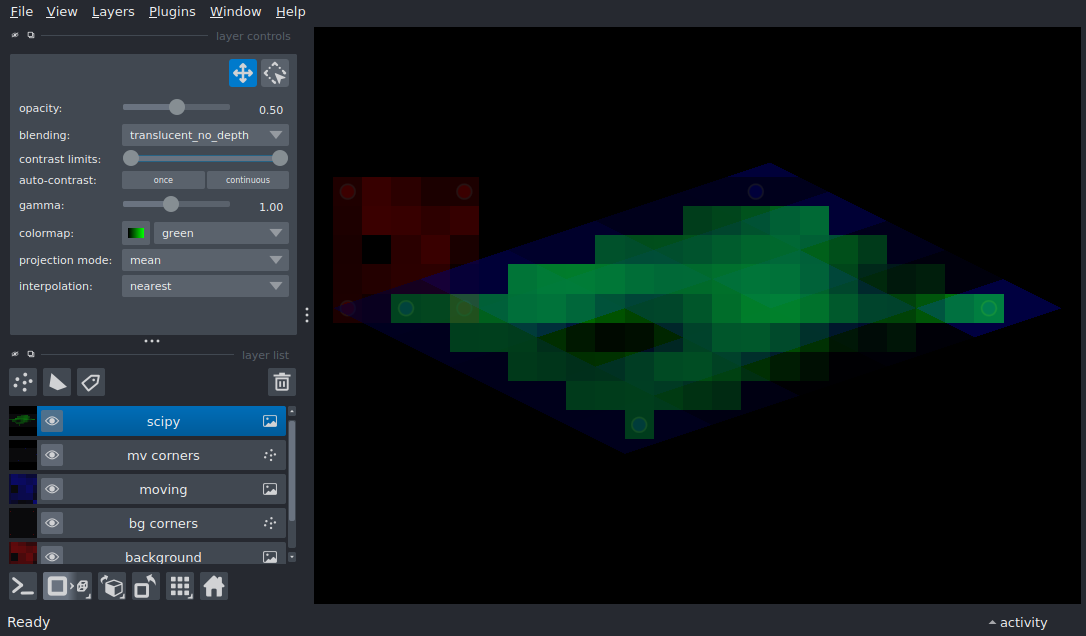 File View Layers Plugins Window Help
layer controls
opacity: 0.50
blending: translucent_no_depth
contrast limits:
auto-contrast: once continuous
gamma: 1.00
colormap: green
projection mode: mean
interpolation: nearest
layer list
scipy
mv corners
moving
bg corners
background
Ready activity